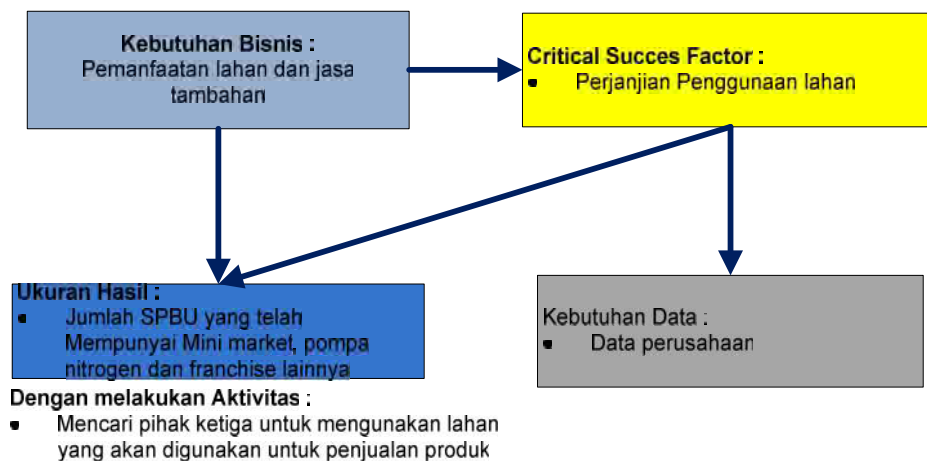 Kebutuhan Bisnis :
Pemanfaatan lahan dan jasa
tambahan
Critical Succes Factor :
▪ Perjanjian Penggunaan lahan
Ukuran Hasil :
▪ Jumlah SPBU yang telah
Mempunyai Mini market, pompa
nitrogen dan franchise lainnya
Kebutuhan Data :
▪ Data perusahaan
Dengan melakukan Aktivitas :
▪ Mencari pihak ketiga untuk mengunakan lahan
yang akan digunakan untuk penjualan produk